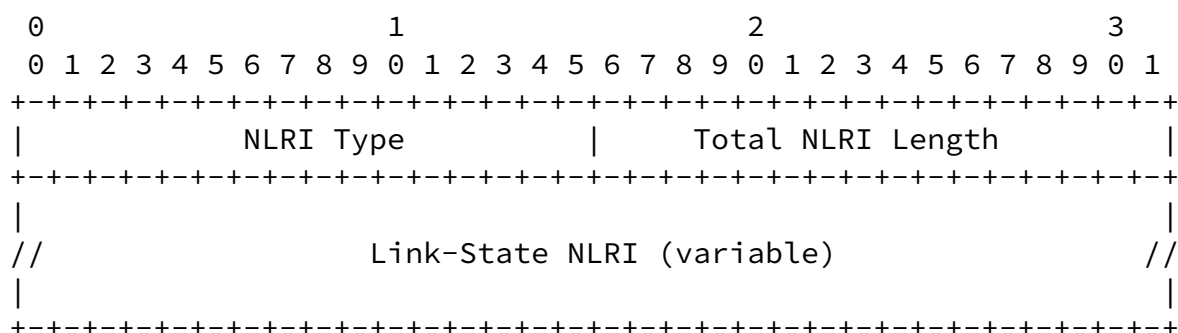 0                   1                   2                   3
 0 1 2 3 4 5 6 7 8 9 0 1 2 3 4 5 6 7 8 9 0 1 2 3 4 5 6 7 8 9 0 1
+-+-+-+-+-+-+-+-+-+-+-+-+-+-+-+-+-+-+-+-+-+-+-+-+-+-+-+-+-+-+-+-+
|            NLRI Type          |     Total NLRI Length         |
+-+-+-+-+-+-+-+-+-+-+-+-+-+-+-+-+-+-+-+-+-+-+-+-+-+-+-+-+-+-+-+-+
|                                                               |
//                  Link-State NLRI (variable)                 //
|                                                               |
+-+-+-+-+-+-+-+-+-+-+-+-+-+-+-+-+-+-+-+-+-+-+-+-+-+-+-+-+-+-+-+-+